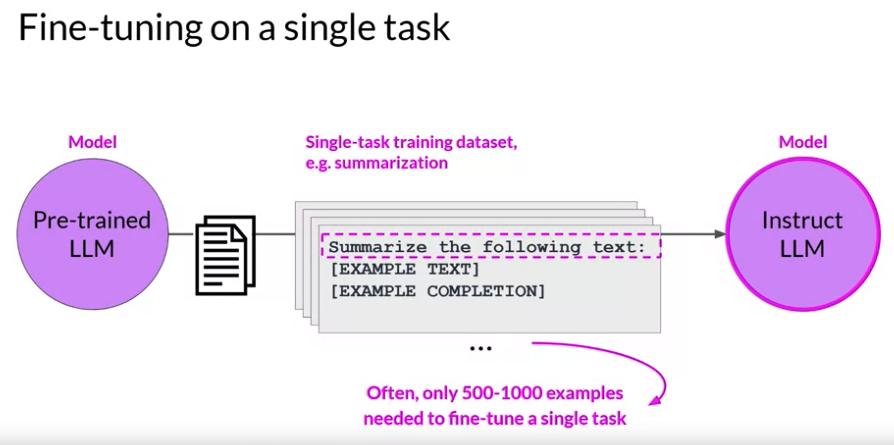 Fine-tuning on a single task
Model
Single-task training dataset,
e.g. summarization
Model
Pre-trained
LLM
Summarize the following text:
[EXAMPLE TEXT]
[EXAMPLE COMPLETION]
...
Instruct
LLM
Often, only 500-1000 examples
needed to fine-tune a single task